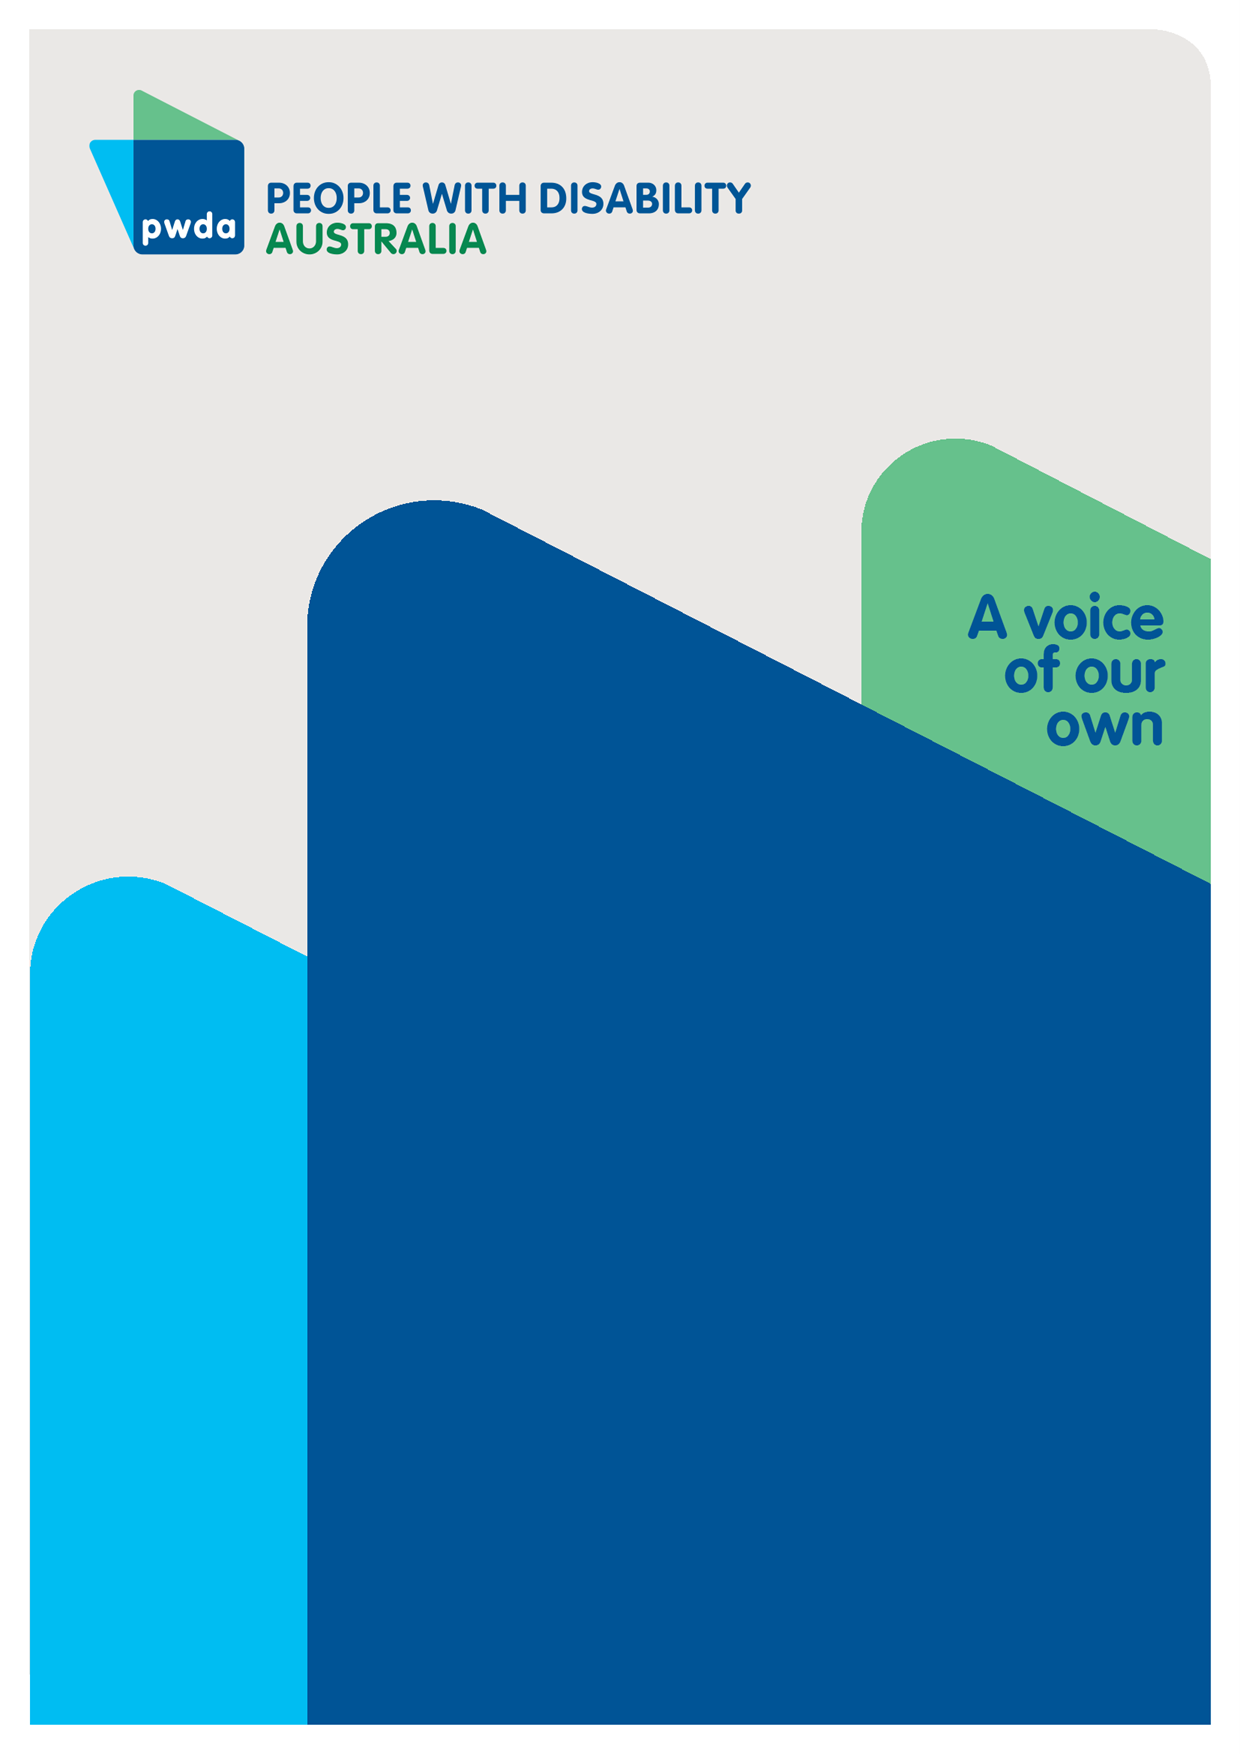 pwda
PEOPLE WITH DISABILITY
AUSTRALIA
A voice
of our
own